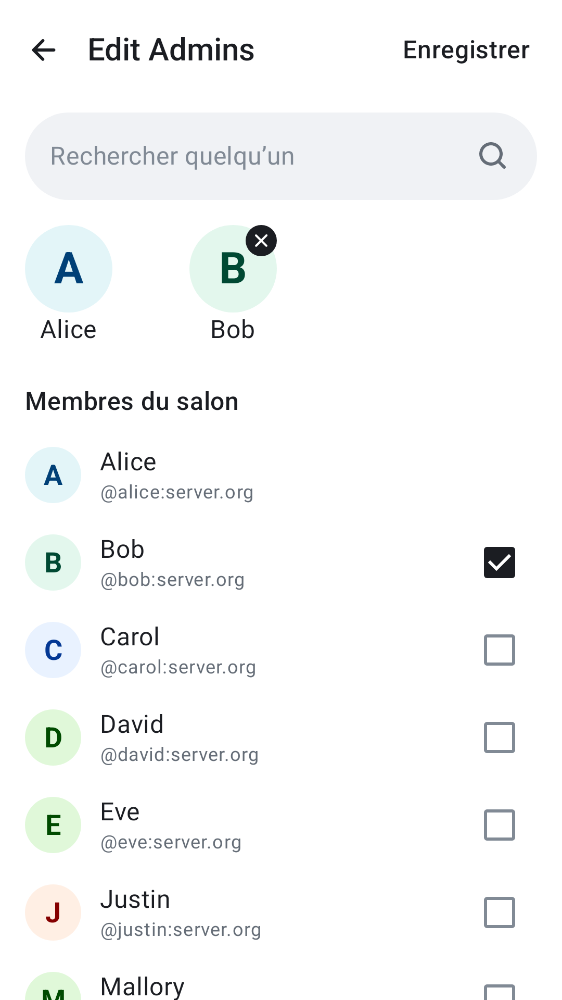 Edit Admins
Enregistrer
Rechercher quelqu’un
A
B
Alice
Bob
Membres du salon
A
Alice
@alice:server.org
B
Bob
@bob:server.org
C
Carol
@carol:server.org
D
David
@david:server.org
E
Eve
@eve:server.org
J
Justin
@justin:server.org
M
Mallory